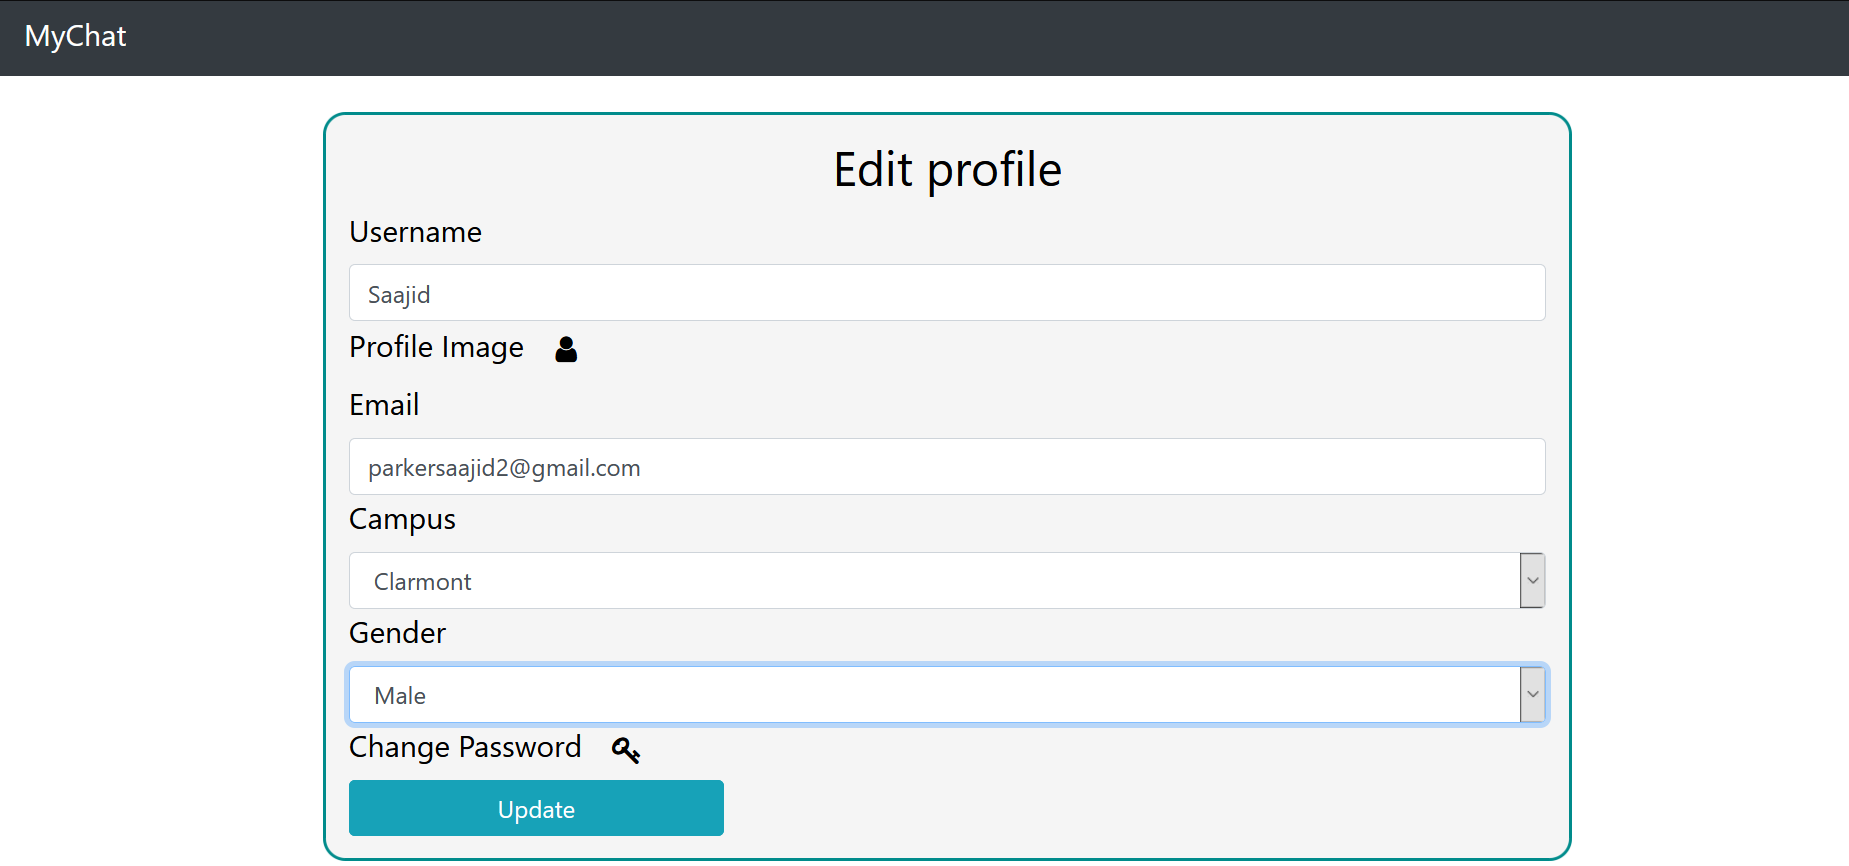 MyChat
Edit profile
Username
Saajid
Profile Image
Email
parkersaajid2@gmail.com
Campus
Clarmont
Gender
Male
Change Password
Update